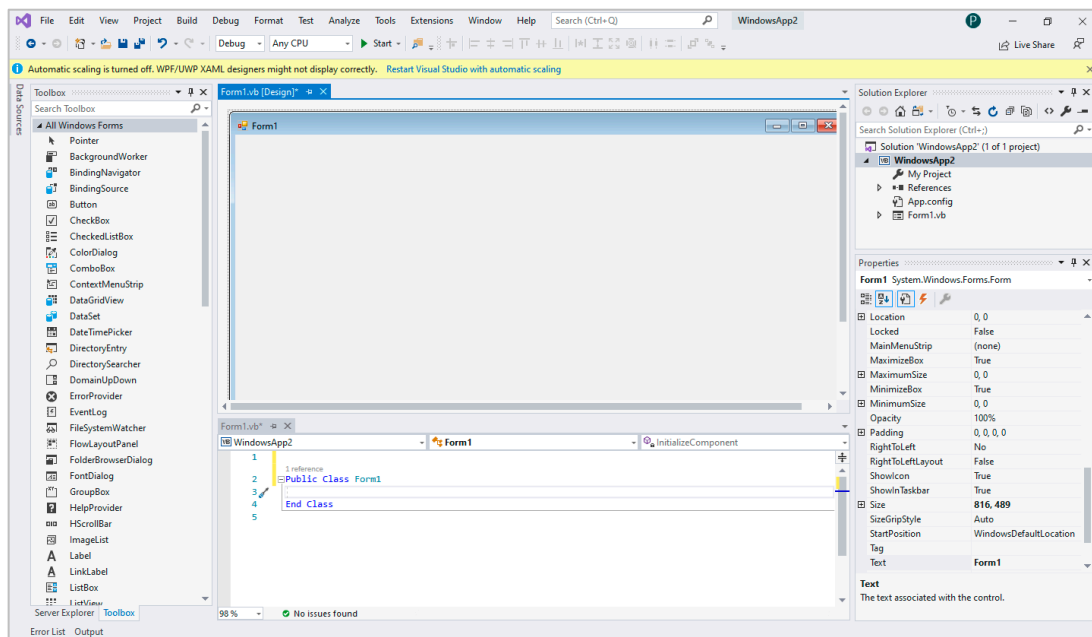 File Edit View Project Build Debug Format Test Analyze Tools Extensions Window Help Search (Ctrl+Q) WindowsApp2 P
Debug Any CPU Start Live Share
Automatic scaling is turned off. WPF/UWP XAML designers might not display correctly. Restart Visual Studio with automatic scaling
Data Sources
Toolbox
Search Toolbox
All Windows Forms
Pointer
BackgroundWorker
BindingNavigator
BindingSource
Button
CheckBox
CheckedListBox
ColorDialog
ComboBox
ContextMenuStrip
DataGridView
DataSet
DateTimePicker
DirectoryEntry
DirectorySearcher
DomainUpDown
ErrorProvider
EventLog
FileSystemWatcher
FlowLayoutPanel
FolderBrowserDialog
FontDialog
GroupBox
HelpProvider
HScrollBar
ImageList
Label
LinkLabel
ListBox
ListView
Server Explorer Toolbox
Error List Output
Form1.vb [Design]*
Form1
Form1.vb*
WindowsApp2 Form1 InitializeComponent
1
1 reference
2 Public Class Form1
3
4 End Class
5
98 % No issues found
Solution Explorer
Search Solution Explorer (Ctrl+;)
Solution 'WindowsApp2' (1 of 1 project)
WindowsApp2
My Project
References
App.config
Form1.vb
Properties
Form1 System.Windows.Forms.Form
Location 0, 0
Locked False
MainMenuStrip (none)
MaximizeBox True
MaximumSize 0, 0
MinimizeBox True
MinimumSize 0, 0
Opacity 100%
Padding 0, 0, 0, 0
RightToLeft No
RightToLeftLayout False
ShowIcon True
ShowInTaskbar True
Size 816, 489
SizeGripStyle Auto
StartPosition WindowsDefaultLocation
Tag
Text Form1
Text
The text associated with the control.